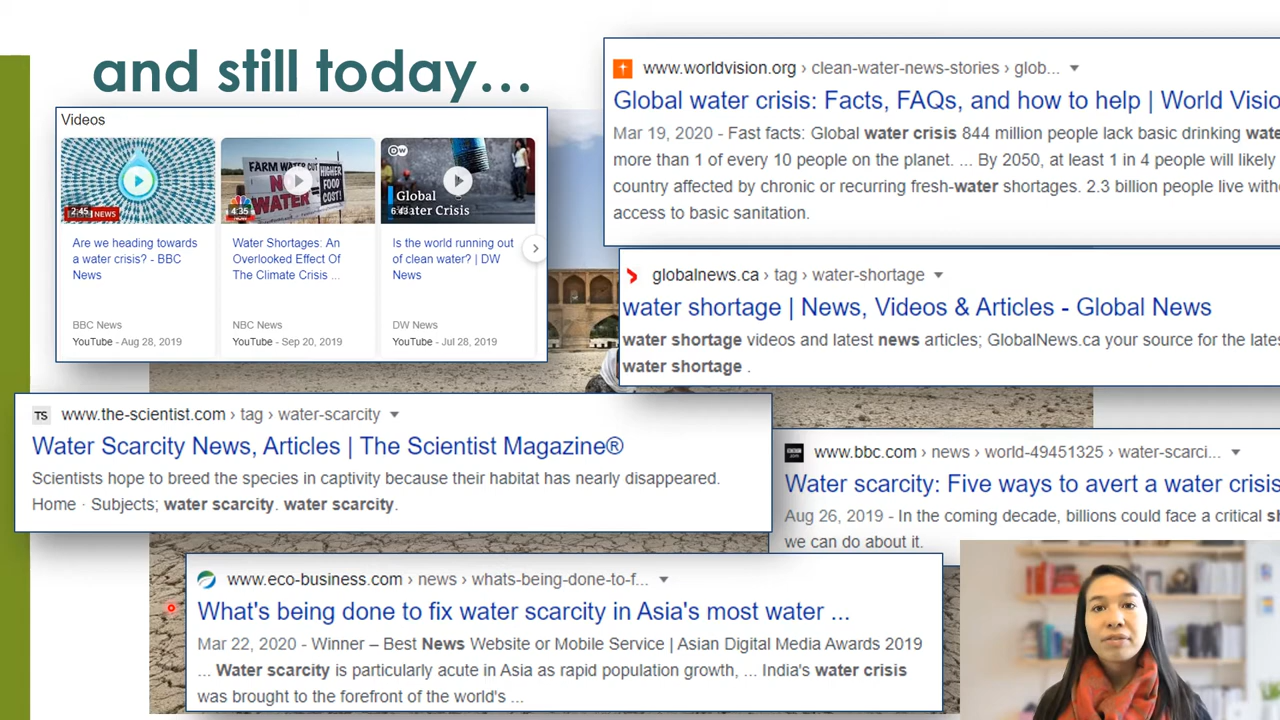 and still today...
Videos
2:45 NEWS
FARM WATER CUT
NO WATER
HIGHER FOOD COST!
4:35
DW
Global
Water Crisis
6:43
Are we heading towards
a water crisis? - BBC
News
BBC News
YouTube - Aug 28, 2019
Water Shortages: An
Overlooked Effect Of
The Climate Crisis ...
NBC News
YouTube - Sep 20, 2019
Is the world running out
of clean water? | DW
News
DW News
YouTube - Jul 28, 2019
www.worldvision.org › clean-water-news-stories › glob...
Global water crisis: Facts, FAQs, and how to help | World Visio
Mar 19, 2020 - Fast facts: Global water crisis 844 million people lack basic drinking wate
more than 1 of every 10 people on the planet. ... By 2050, at least 1 in 4 people will likely
country affected by chronic or recurring fresh-water shortages. 2.3 billion people live witho
access to basic sanitation.
globalnews.ca › tag › water-shortage
water shortage | News, Videos & Articles - Global News
water shortage videos and latest news articles; GlobalNews.ca your source for the lates
water shortage .
TS www.the-scientist.com › tag › water-scarcity
Water Scarcity News, Articles | The Scientist Magazine®
Scientists hope to breed the species in captivity because their habitat has nearly disappeared.
Home · Subjects; water scarcity. water scarcity.
www.bbc.com › news › world-49451325 › water-scarci...
Water scarcity: Five ways to avert a water crisis
Aug 26, 2019 - In the coming decade, billions could face a critical sh
we can do about it.
www.eco-business.com › news › whats-being-done-to-f...
What's being done to fix water scarcity in Asia's most water ...
Mar 22, 2020 - Winner – Best News Website or Mobile Service | Asian Digital Media Awards 2019
... Water scarcity is particularly acute in Asia as rapid population growth, ... India's water crisis
was brought to the forefront of the world's ...